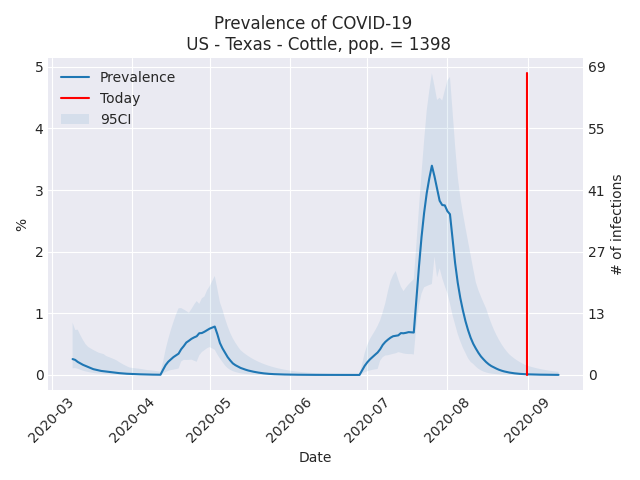 Prevalence of COVID-19
US - Texas - Cottle, pop. = 1398
Prevalence
Today
95CI
5
4
3
2
1
0
%
69
55
41
27
13
0
# of infections
2020-03
2020-04
2020-05
2020-06
2020-07
2020-08
2020-09
Date